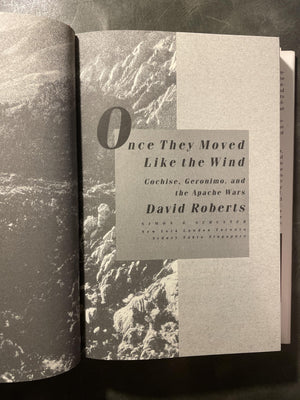 Once They Moved
Like the Wind
Cochise, Geronimo, and
the Apache Wars
David Roberts
SIMON & SCHUSTER
New York London Toronto
Sydney Tokyo Singapore